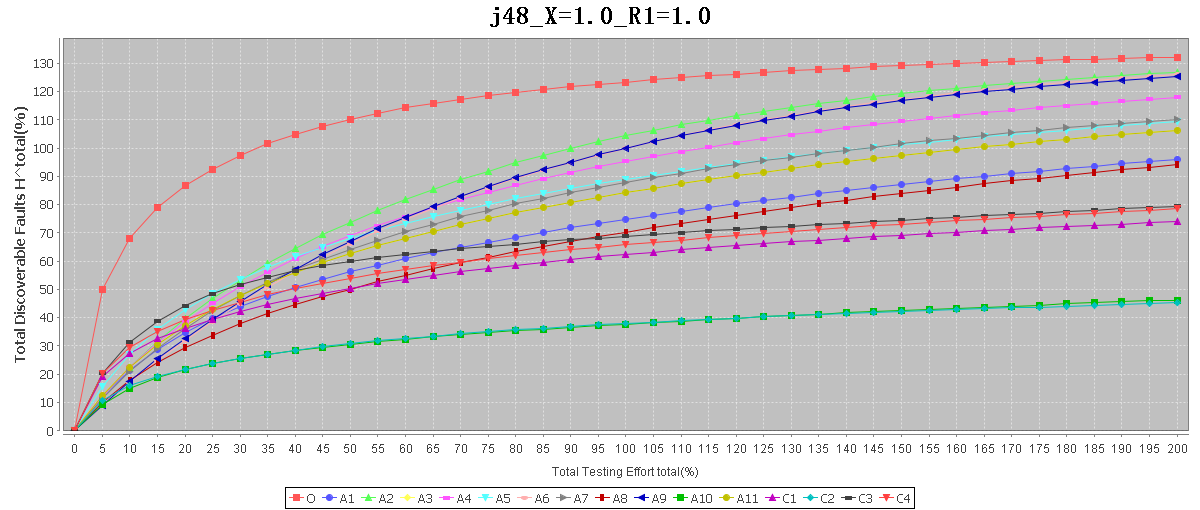 j48_X=1.0_R1=1.0
Total Discoverable Faults H^total(%)
130
120
110
100
90
80
70
60
50
40
30
20
10
0
0 5 10 15 20 25 30 35 40 45 50 55 60 65 70 75 80 85 90 95 100 105 110 115 120 125 130 135 140 145 150 155 160 165 170 175 180 185 190 195 200
Total Testing Effort total(%)
O A1 A2 A3 A4 A5 A6 A7 A8 A9 A10 A11 C1 C2 C3 C4